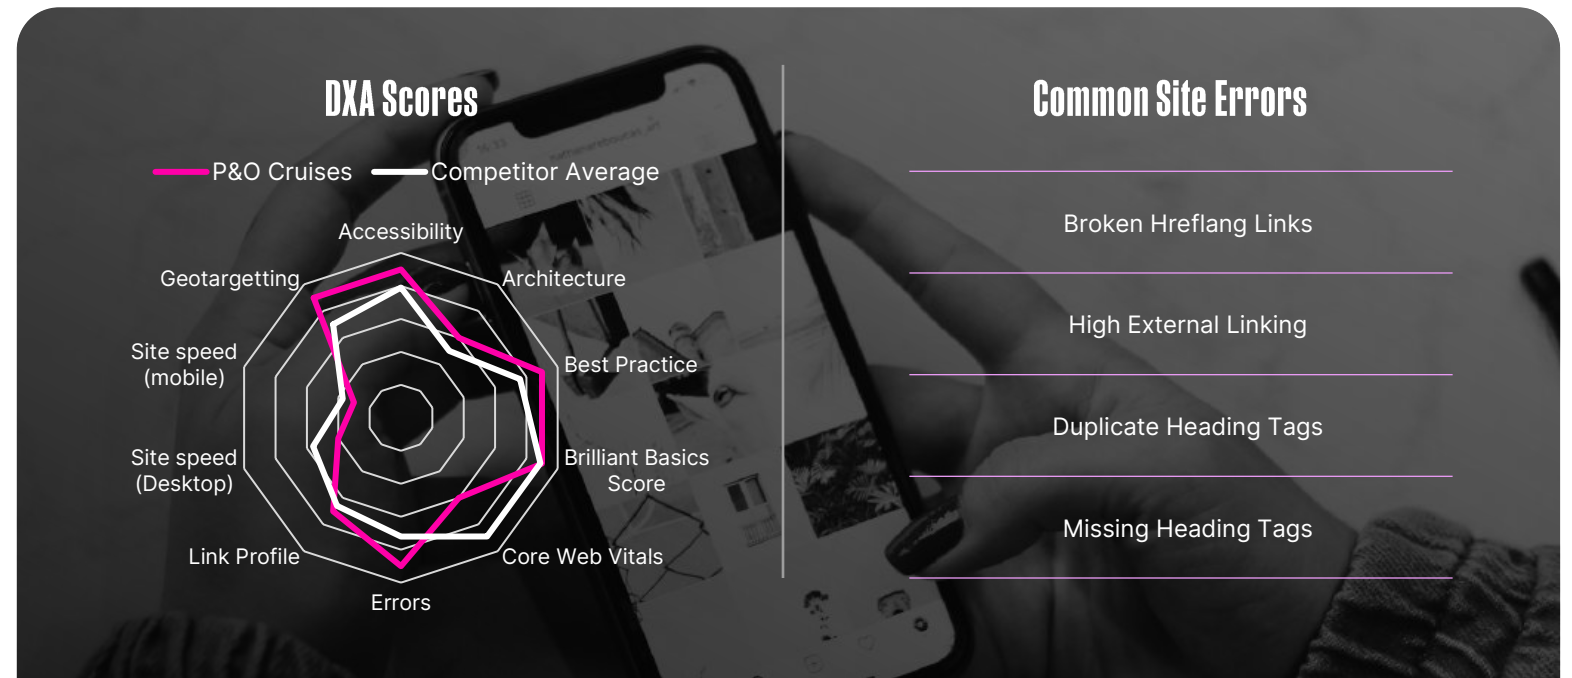 DXA Scores
P&O Cruises
Competitor Average
Accessibility
Geotargetting
Architecture
Site speed
(mobile)
Best Practice
Site speed
(Desktop)
Brilliant Basics
Score
Link Profile
Core Web Vitals
Errors
Common Site Errors
Broken Hreflang Links
High External Linking
Duplicate Heading Tags
Missing Heading Tags